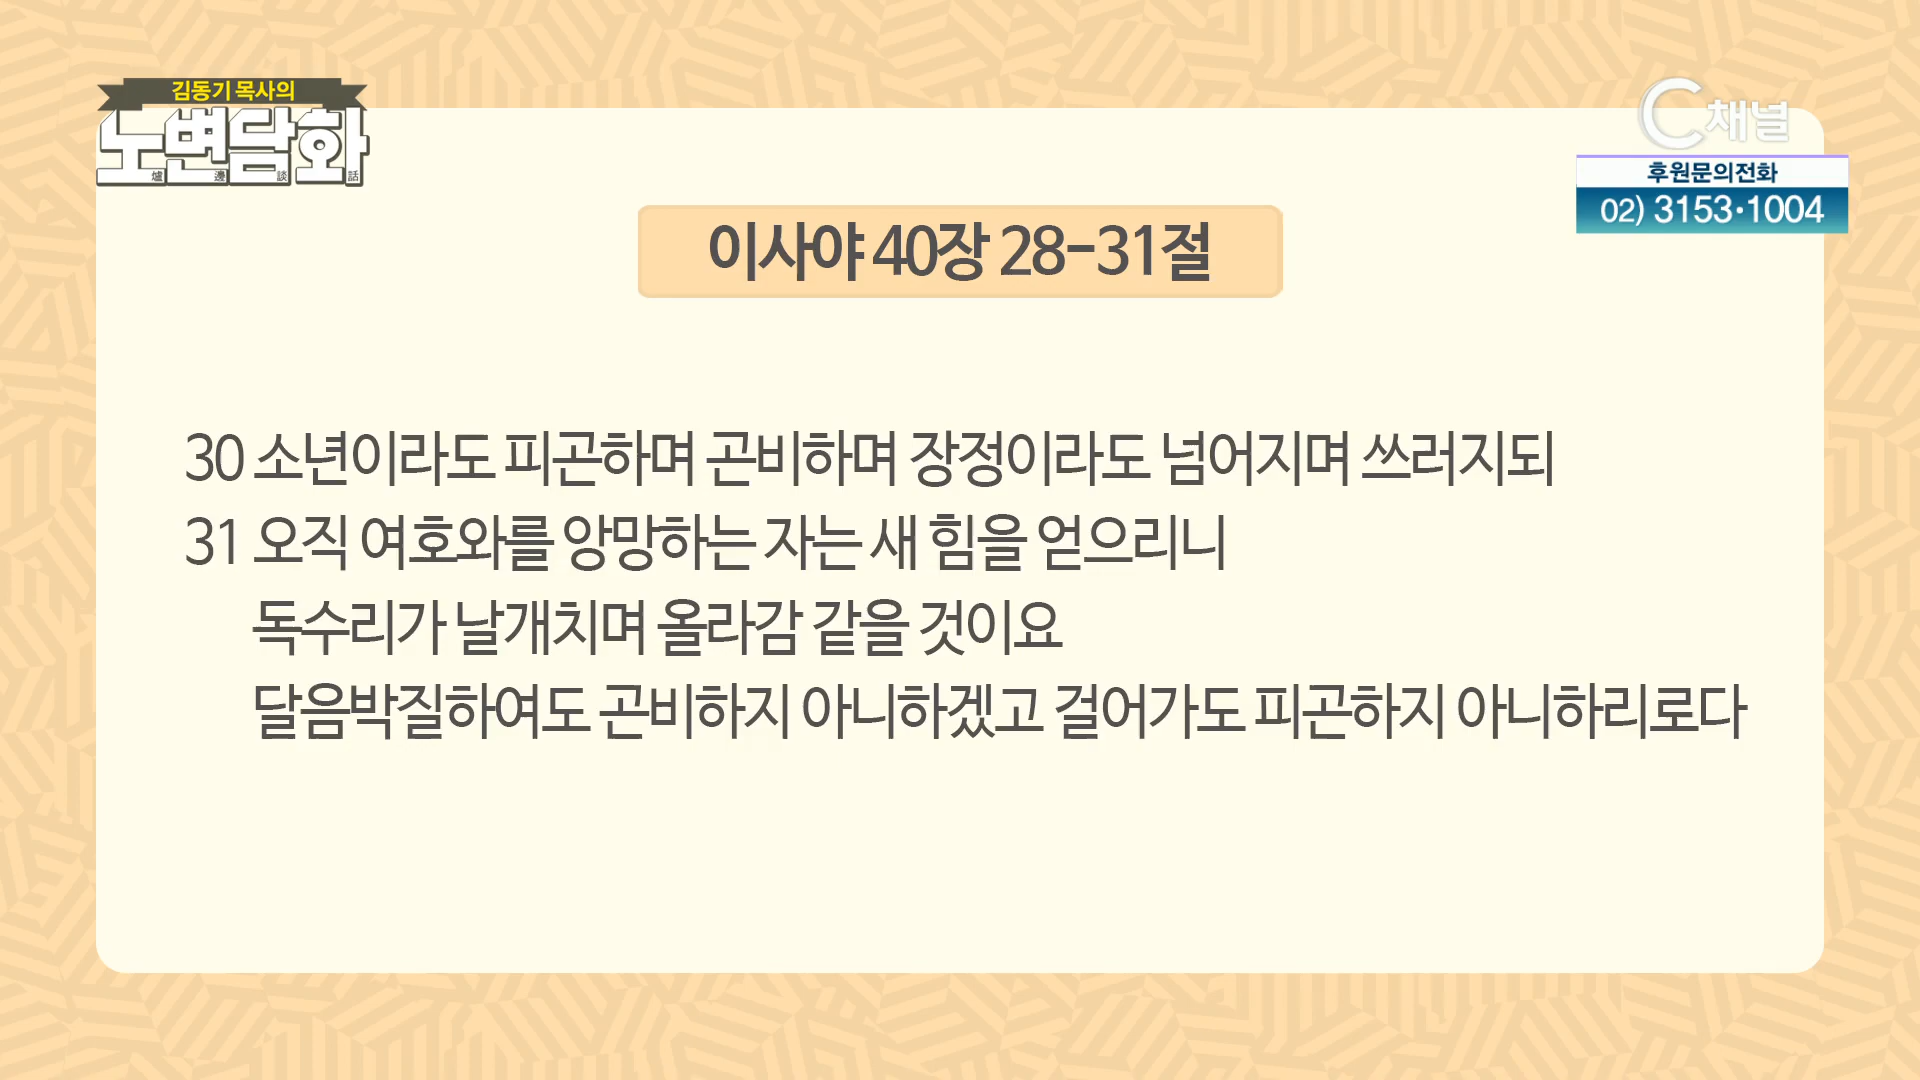 김동기 목사의
노변담화
爐邊談話
C채널
후원문의전화
02) 3153·1004
이사야 40장 28-31절
30 소년이라도 피곤하며 곤비하며 장정이라도 넘어지며 쓰러지되
31 오직 여호와를 앙망하는 자는 새 힘을 얻으리니
독수리가 날개치며 올라감 같을 것이요
달음박질하여도 곤비하지 아니하겠고 걸어가도 피곤하지 아니하리로다